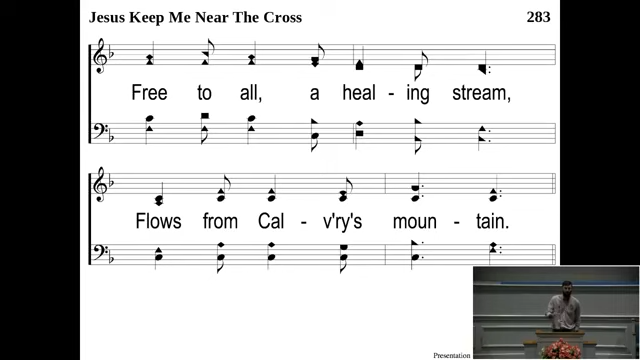 Jesus Keep Me Near The Cross 283
Free to all, a heal - ing stream,
Flows from Cal - v'ry's moun - tain.
Presentation